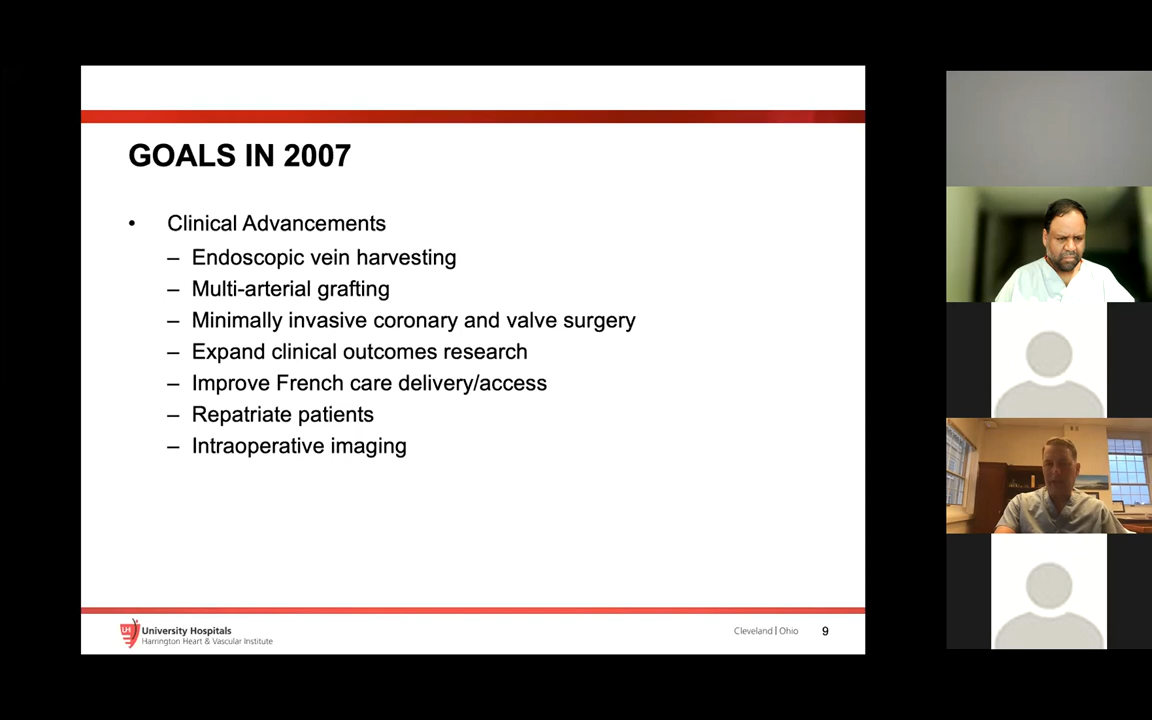 GOALS IN 2007
• Clinical Advancements
– Endoscopic vein harvesting
– Multi-arterial grafting
– Minimally invasive coronary and valve surgery
– Expand clinical outcomes research
– Improve French care delivery/access
– Repatriate patients
– Intraoperative imaging
UH University Hospitals
Harrington Heart & Vascular Institute
Cleveland | Ohio 9